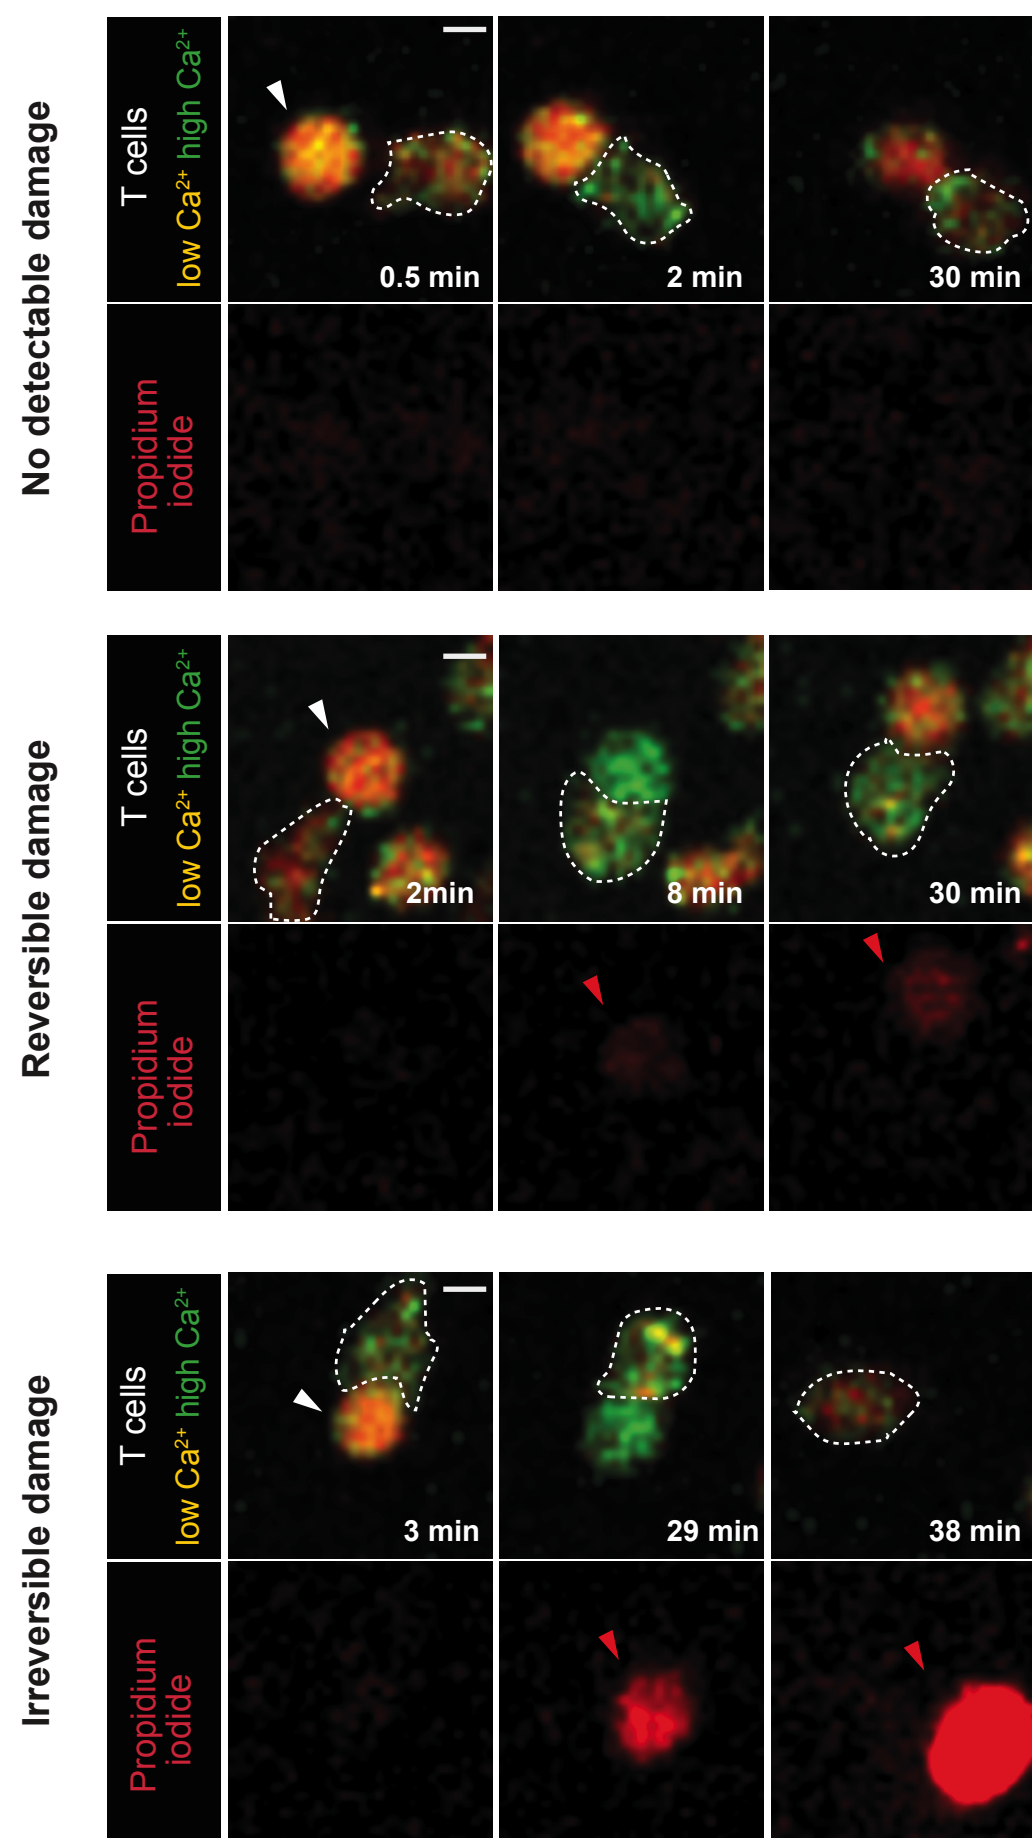 No detectable damage
T cells
low Ca²⁺ high Ca²⁺
0.5 min
2 min
30 min
Propidium
iodide
Reversible damage
T cells
low Ca²⁺ high Ca²⁺
2min
8 min
30 min
Propidium
iodide
Irreversible damage
T cells
low Ca²⁺ high Ca²⁺
3 min
29 min
38 min
Propidium
iodide